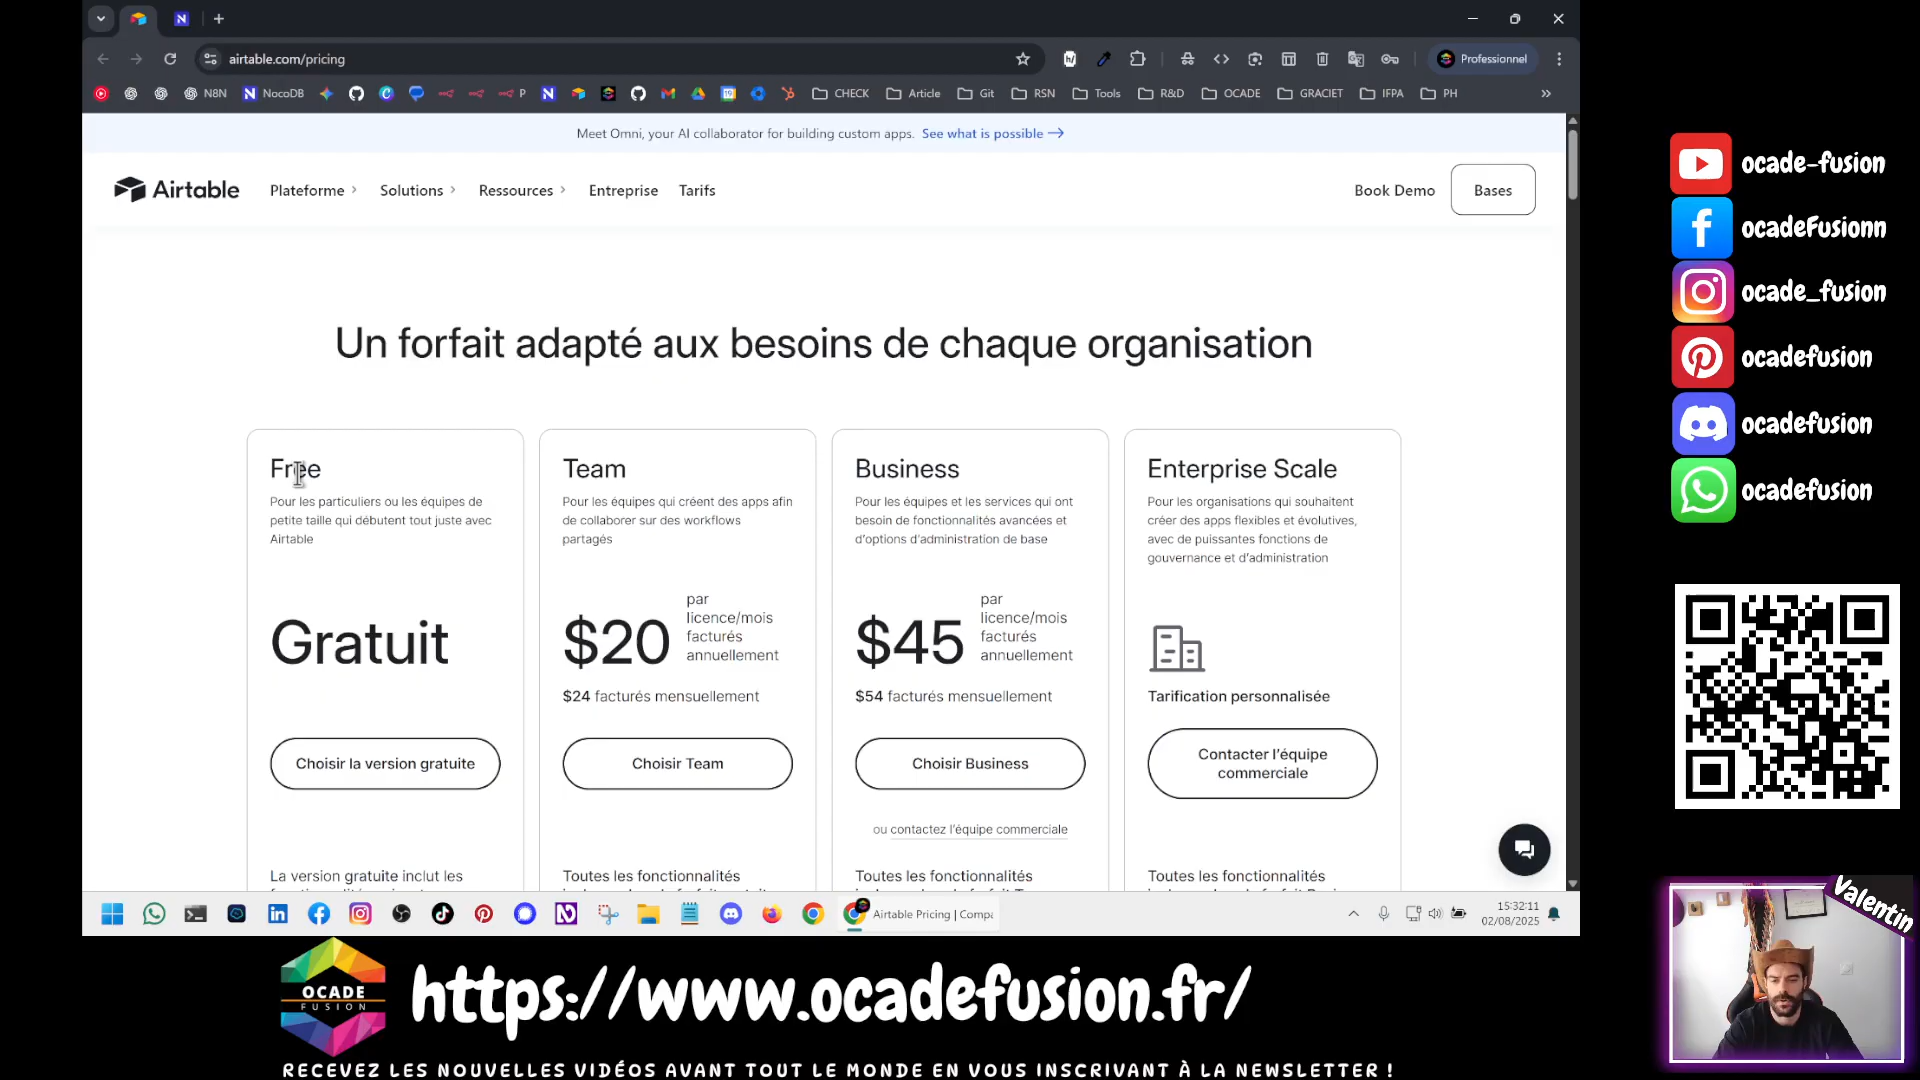 airtable.com/pricing
Professionnel
N8N
NocoDB
P
CHECK
Article
Git
RSN
Tools
R&D
OCADE
GRACIET
IFPA
PH
Meet Omni, your AI collaborator for building custom apps. See what is possible →
Airtable
Plateforme
Solutions
Ressources
Entreprise
Tarifs
Book Demo
Bases
Un forfait adapté aux besoins de chaque organisation
Free
Pour les particuliers ou les équipes de
petite taille qui débutent tout juste avec
Airtable
Gratuit
Choisir la version gratuite
La version gratuite inclut les
Team
Pour les équipes qui créent des apps afin
de collaborer sur des workflows
partagés
$20
par
licence/mois
facturés
annuellement
$24 facturés mensuellement
Choisir Team
Toutes les fonctionnalités
Business
Pour les équipes et les services qui ont
besoin de fonctionnalités avancées et
d'options d'administration de base
$45
par
licence/mois
facturés
annuellement
$54 facturés mensuellement
Choisir Business
ou contactez l'équipe commerciale
Toutes les fonctionnalités
Enterprise Scale
Pour les organisations qui souhaitent
créer des apps flexibles et évolutives,
avec de puissantes fonctions de
gouvernance et d'administration
Tarification personnalisée
Contacter l'équipe
commerciale
Toutes les fonctionnalités
Airtable Pricing | Compa
15:32:11
02/08/2025
ocade-fusion
ocadeFusionn
ocade_fusion
ocadefusion
ocadefusion
ocadefusion
Valentin
OCADE
FUSION
https://www.ocadefusion.fr/
RECEVEZ LES NOUVELLES VIDÉOS AVANT TOUT LE MONDE EN VOUS INSCRIVANT À LA NEWSLETTER !